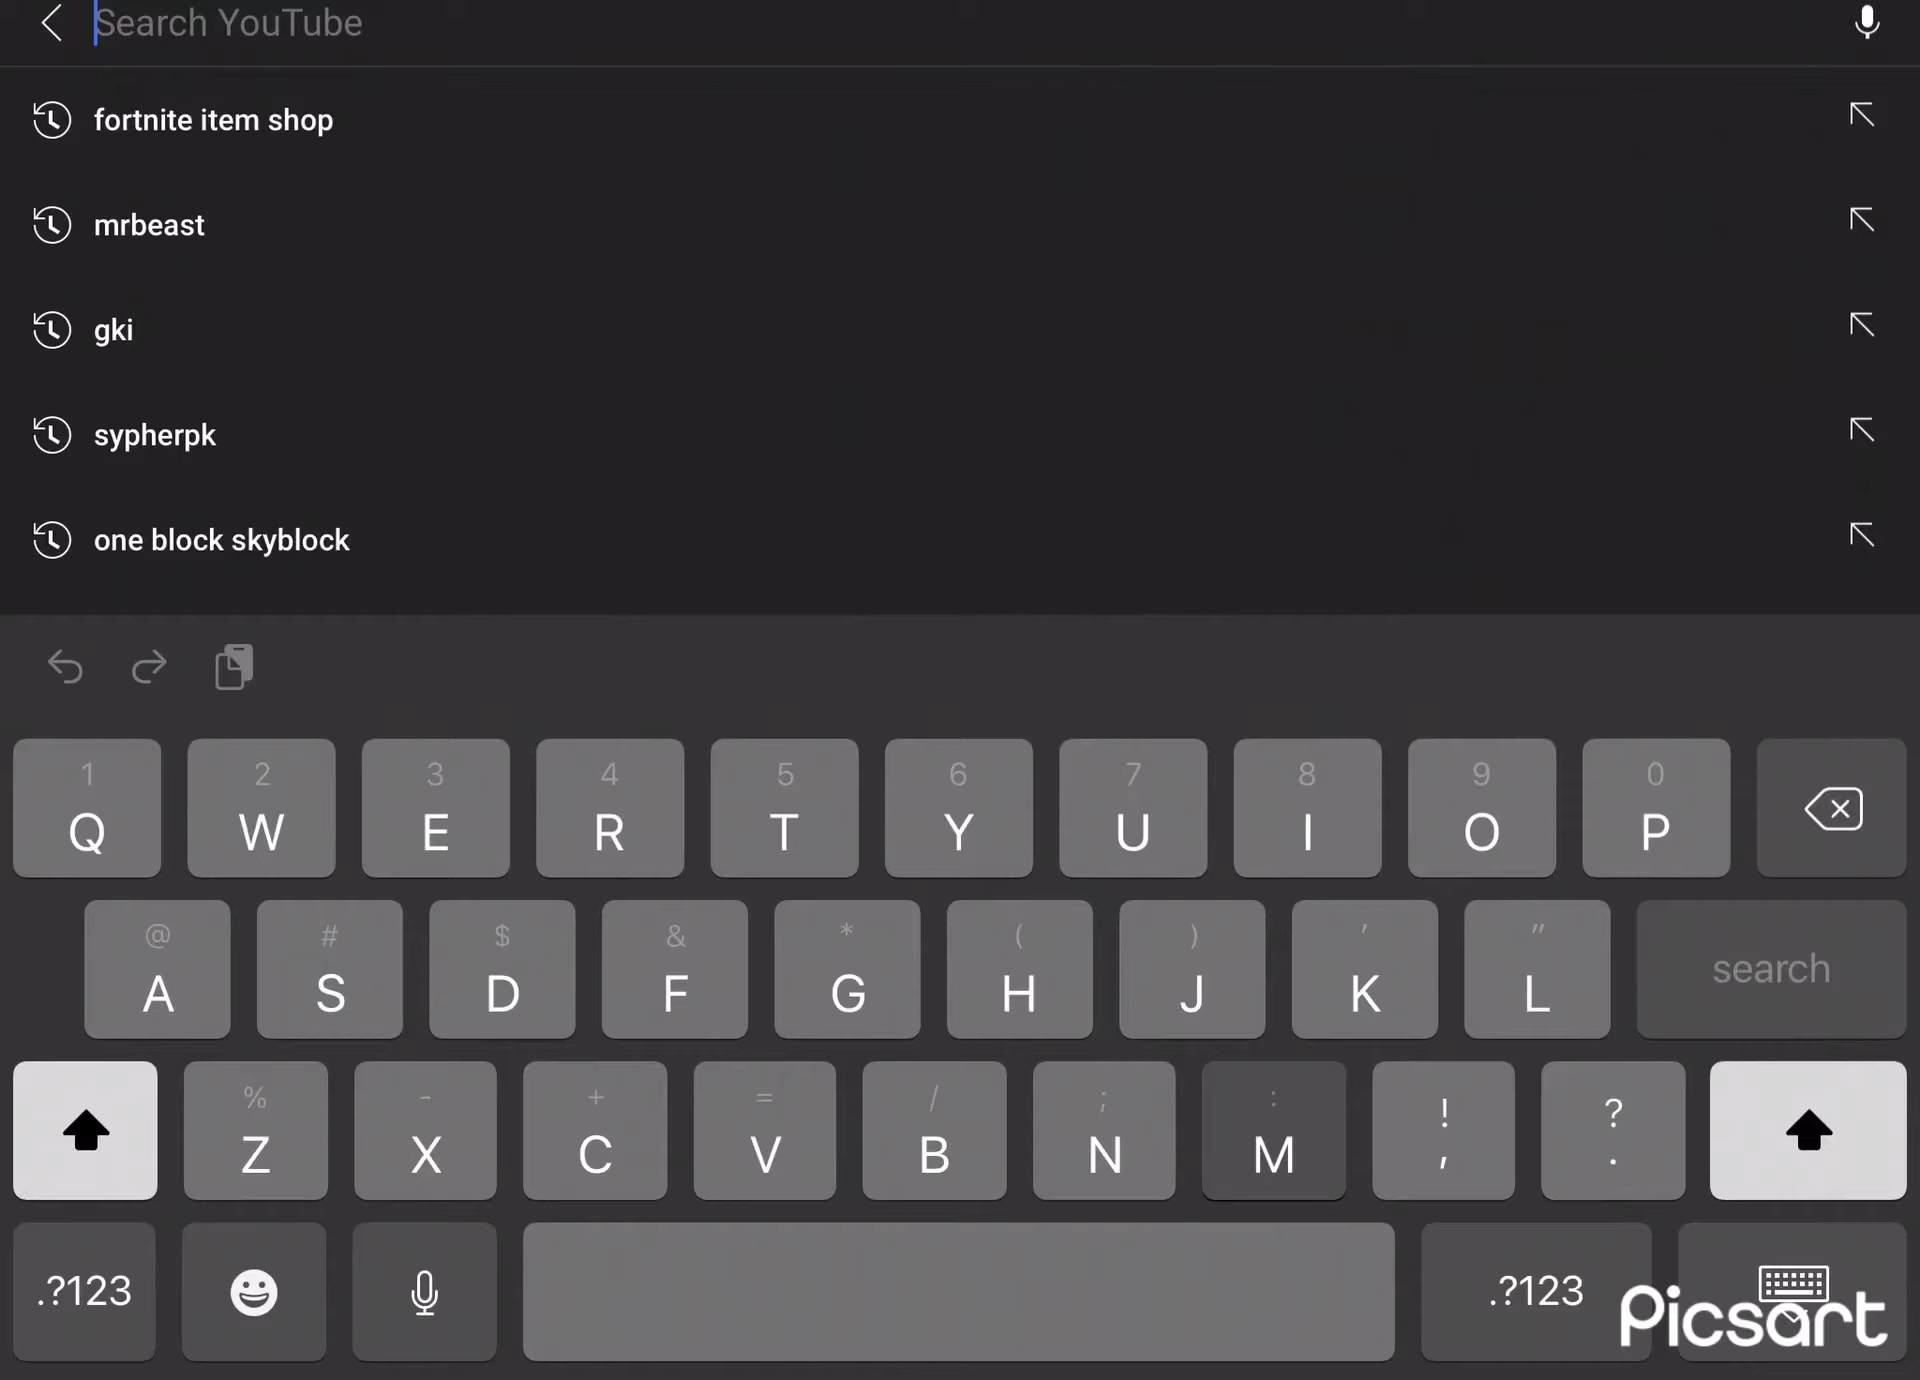 Search YouTube
fortnite item shop
mrbeast
gki
sypherpk
one block skyblock
1 2 3 4 5 6 7 8 9 0
Q W E R T Y U I O P
@ # $ & * ( ) ' "
A S D F G H J K L search
% - + = / ; : ! ?
Z X C V B N M , .
.?123 .?123
Picsart